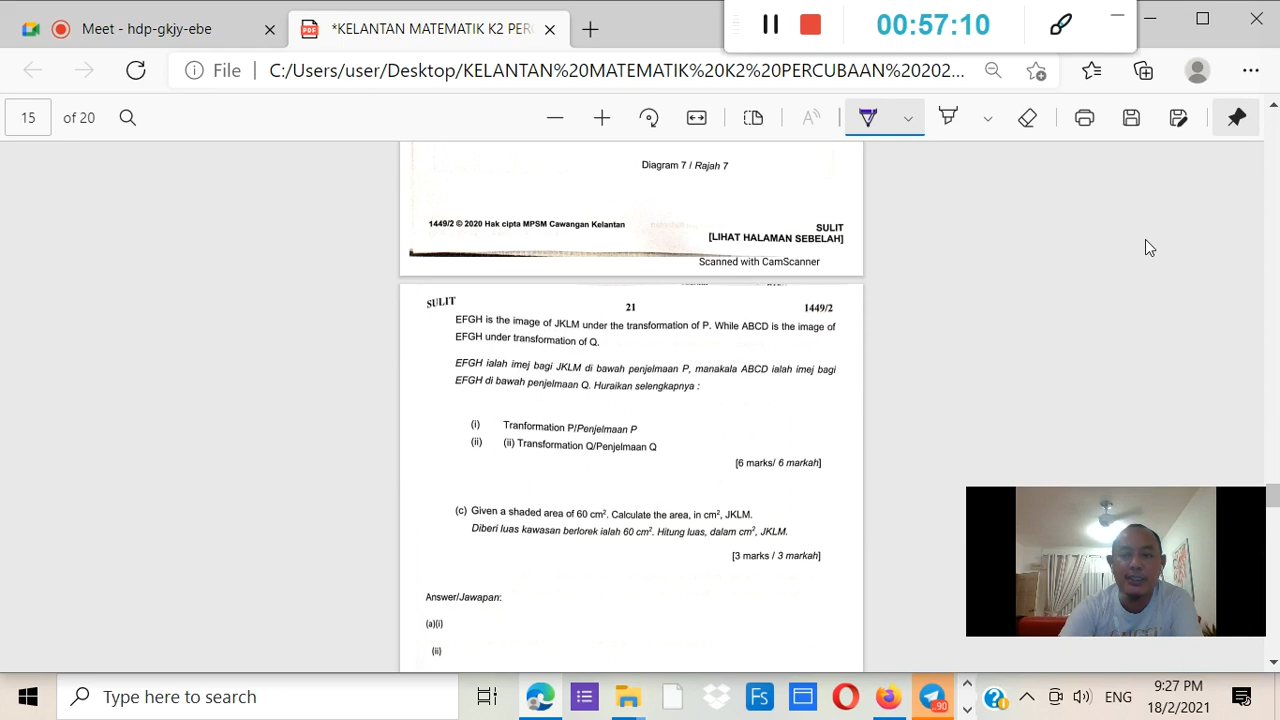 Meet - hdp-gkjy-ebe
PDF
*KELANTAN MATEMATIK K2 PER
00:57:10
File
C:/Users/user/Desktop/KELANTAN%20MATEMATIK%20K2%20PERCUBAAN%20202...
15
of 20
Diagram 7 / Rajah 7
1449/2 © 2020 Hak cipta MPSM Cawangan Kelantan
SULIT
[LIHAT HALAMAN SEBELAH]
Scanned with CamScanner
SULIT
21
1449/2
EFGH is the image of JKLM under the transformation of P. While ABCD is the image of
EFGH under transformation of Q.
EFGH ialah imej bagi JKLM di bawah penjelmaan P, manakala ABCD ialah imej bagi
EFGH di bawah penjelmaan Q. Huraikan selengkapnya :
(i) Tranformation P/Penjelmaan P
(ii) (ii) Transformation Q/Penjelmaan Q
[6 marks/ 6 markah]
(c) Given a shaded area of 60 cm². Calculate the area, in cm², JKLM.
Diberi luas kawasan berlorek ialah 60 cm². Hitung luas, dalam cm², JKLM.
[3 marks / 3 markah]
Answer/Jawapan:
(a)(i)
(ii)
Type here to search
Fs
90
ENG
9:27 PM
18/2/2021